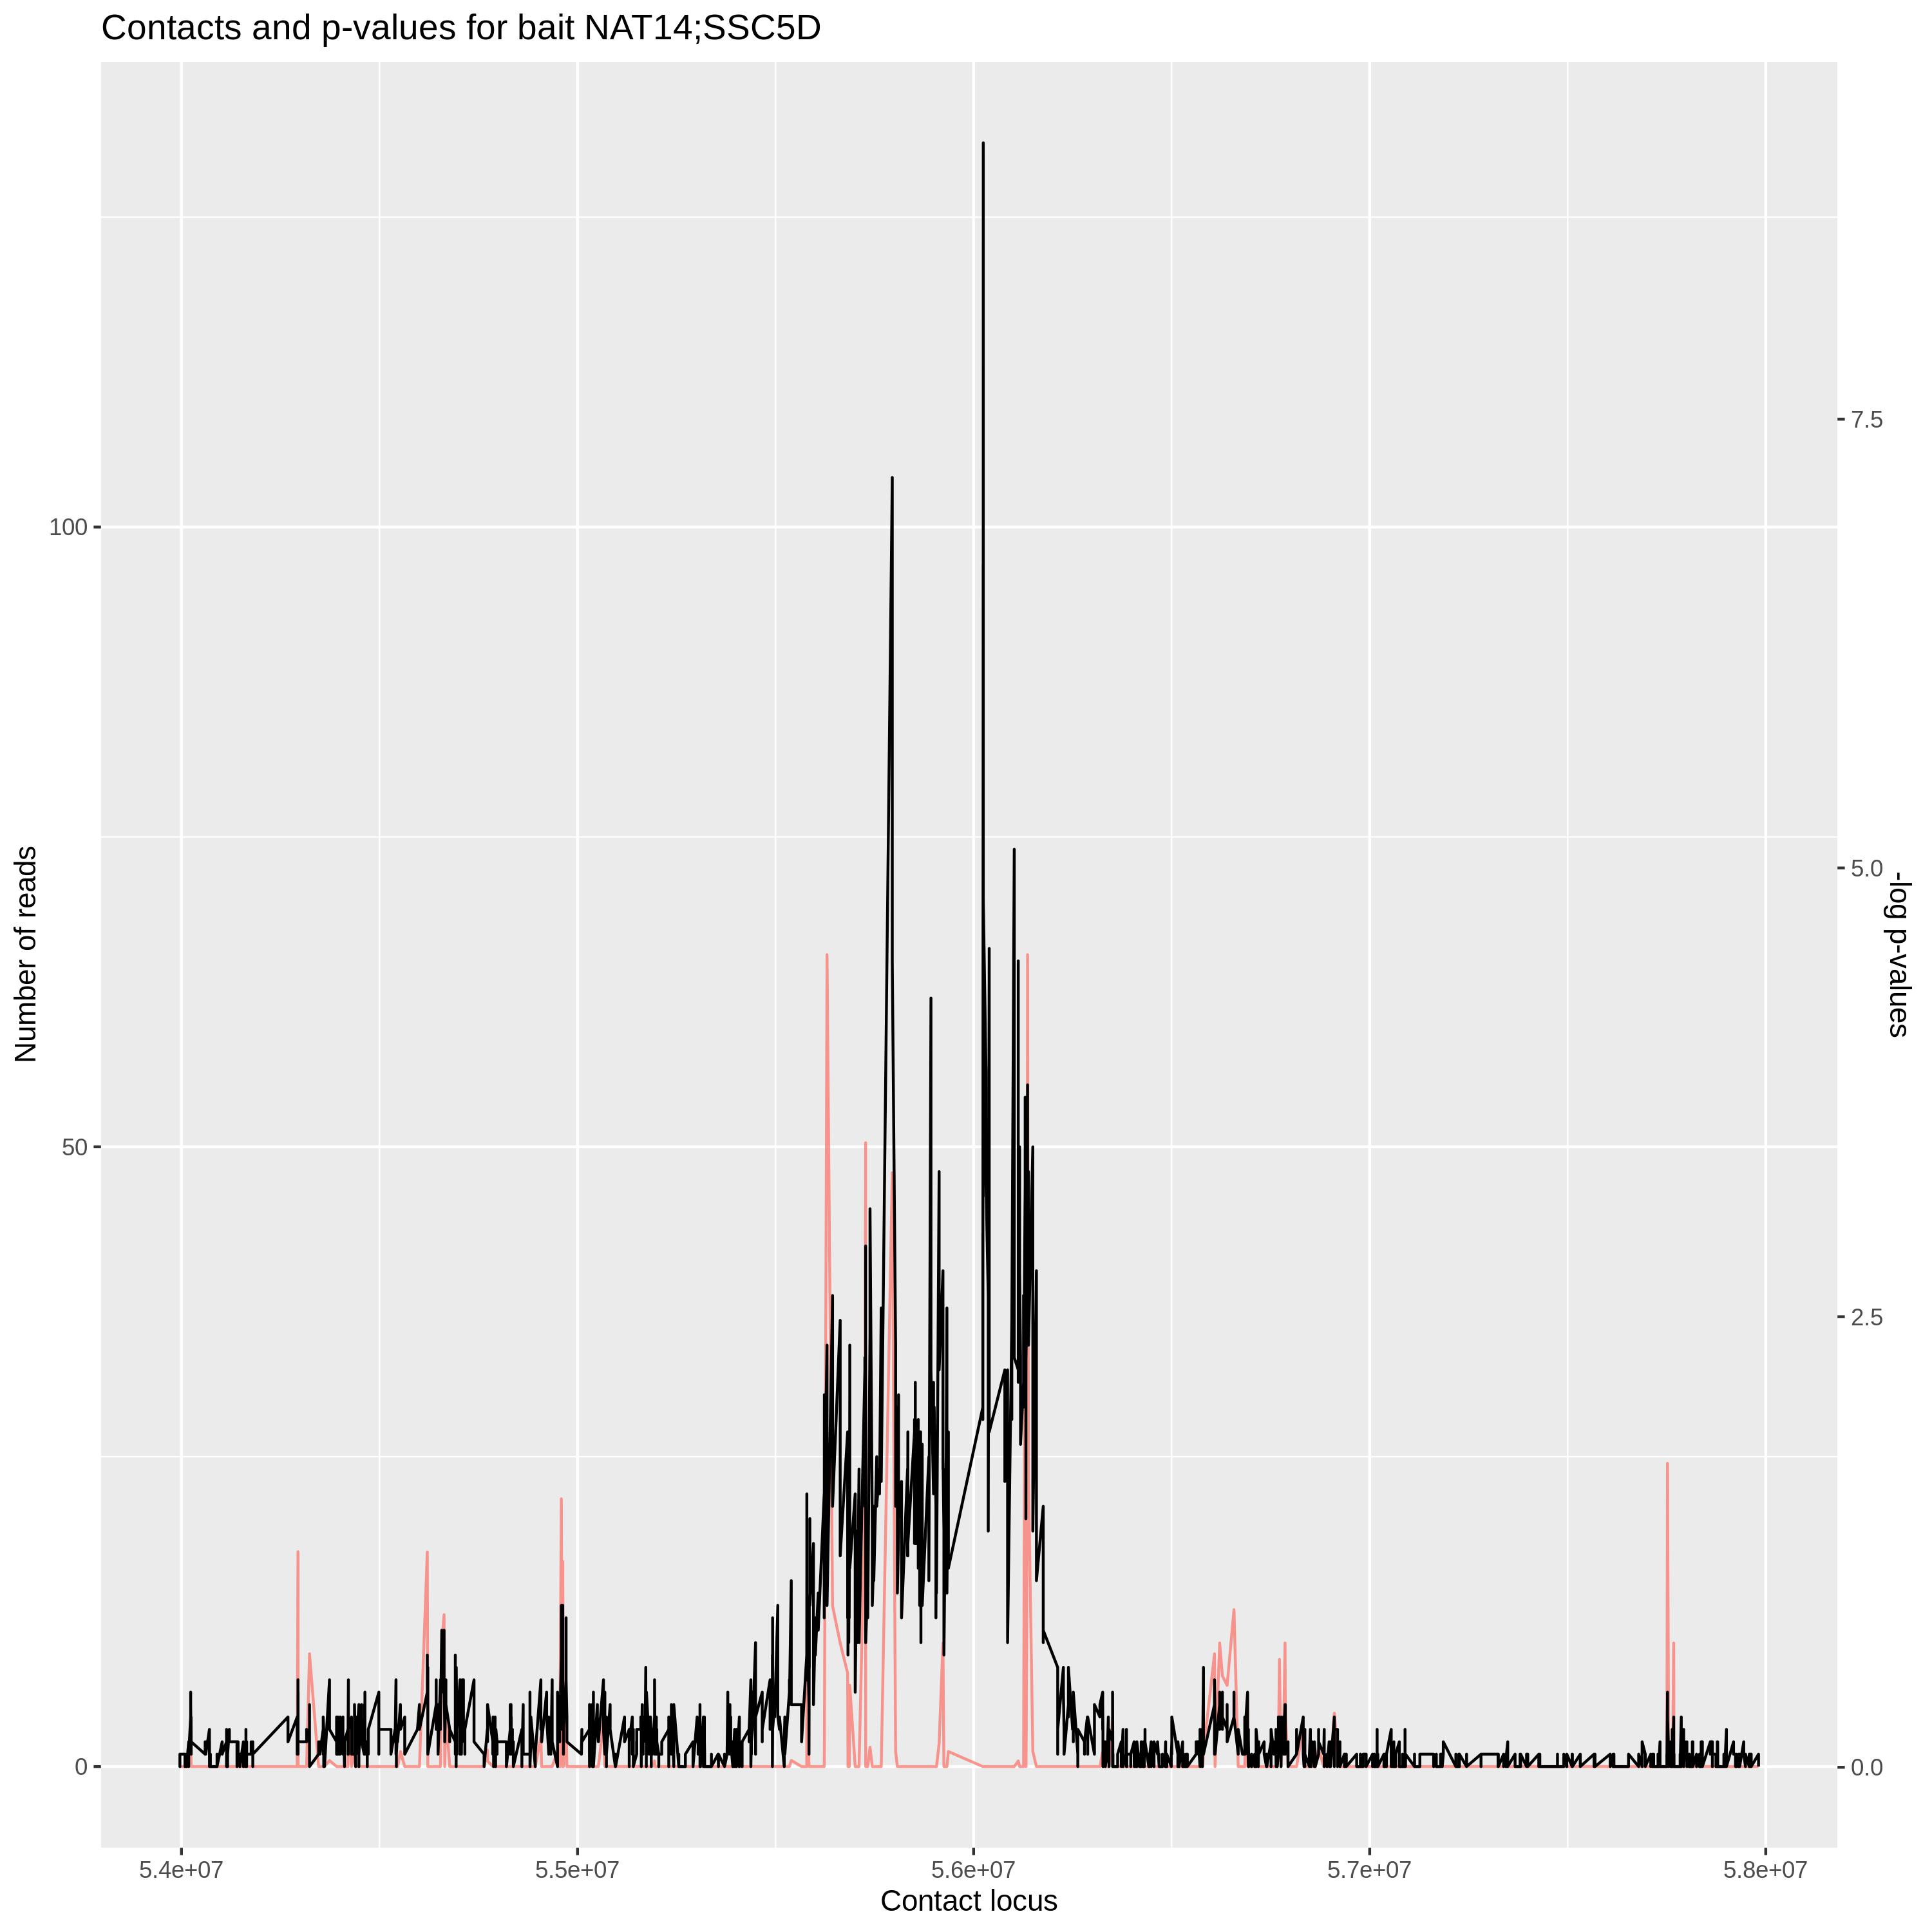 Contacts and p-values for bait NAT14;SSC5D
Number of reads
100
50
0
7.5
5.0
2.5
0.0
-log p-values
5.4e+07
5.5e+07
5.6e+07
5.7e+07
5.8e+07
Contact locus